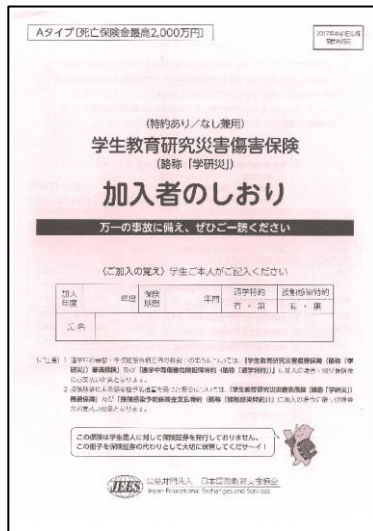 Aタイプ〔死亡保険金最高2,000万円〕
(特約あり/なし兼用)
学生教育研究災害傷害保険
(略称「学研災」)
加入者のしおり
万一の事故に備え、ぜひご一読ください
〈ご加入の覚え〉学生ご本人がご記入ください
加入年度 年度 保険期間 年間 通学特約 有・無 接触感染特約 有・無
氏名
この保険は学生個人に対して保険証券を発行しておりません。
この冊子を保険証券の代わりとして大切に保管してくだサーイ!
JEES 公益財団法人 日本国際教育支援協会
Japan Educational Exchanges and Services